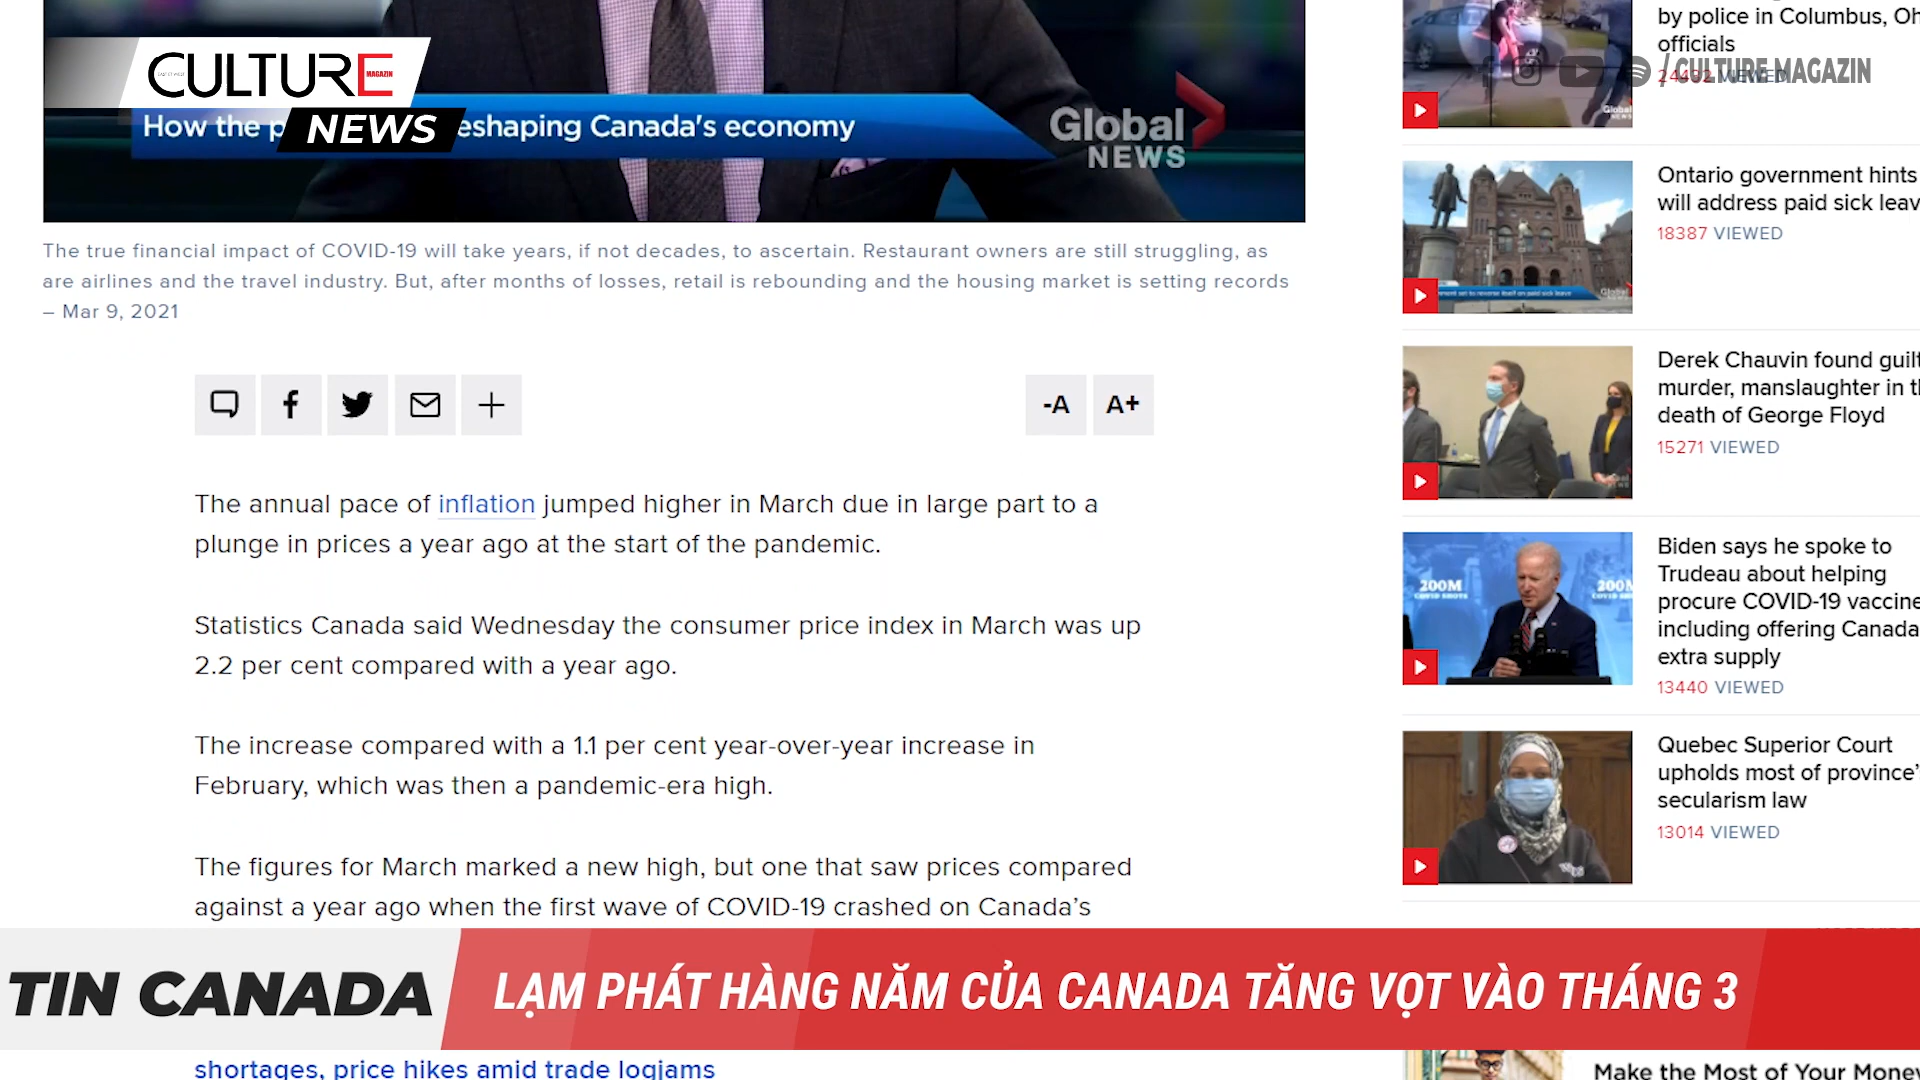 CULTURE
MAGAZIN
NEWS
How the p
eshaping Canada's economy
Global
NEWS
The true financial impact of COVID-19 will take years, if not decades, to ascertain. Restaurant owners are still struggling, as
are airlines and the travel industry. But, after months of losses, retail is rebounding and the housing market is setting records
– Mar 9, 2021
-A A+
The annual pace of inflation jumped higher in March due in large part to a
plunge in prices a year ago at the start of the pandemic.
Statistics Canada said Wednesday the consumer price index in March was up
2.2 per cent compared with a year ago.
The increase compared with a 1.1 per cent year-over-year increase in
February, which was then a pandemic-era high.
The figures for March marked a new high, but one that saw prices compared
against a year ago when the first wave of COVID-19 crashed on Canada's
shortages, price hikes amid trade logjams
by police in Columbus, Oh
officials
VIEWED
/CULTURE MAGAZIN
Ontario government hints
will address paid sick leav
18387 VIEWED
Derek Chauvin found guilt
murder, manslaughter in th
death of George Floyd
15271 VIEWED
200M
200M
Biden says he spoke to
Trudeau about helping
procure COVID-19 vaccine
including offering Canada
extra supply
13440 VIEWED
Quebec Superior Court
upholds most of province's
secularism law
13014 VIEWED
Make the Most of Your Money
TIN CANADA
LẠM PHÁT HÀNG NĂM CỦA CANADA TĂNG VỌT VÀO THÁNG 3